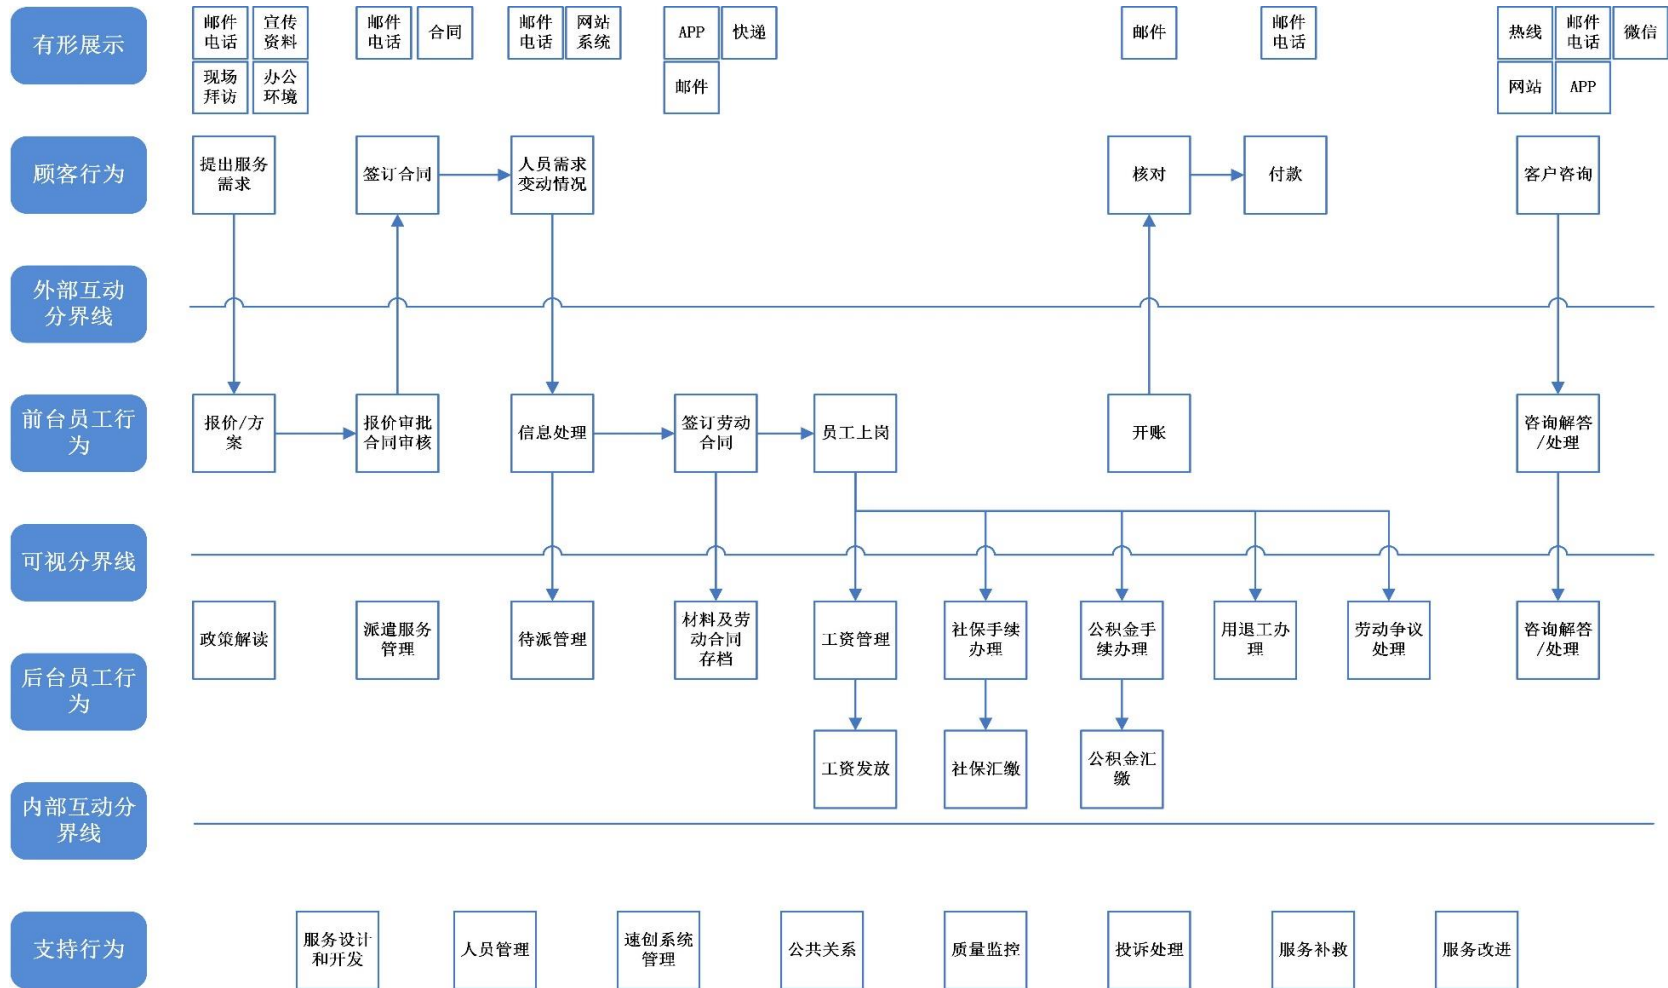 有形展示
邮件
电话
宣传
资料
邮件
电话
合同
邮件
电话
网站
系统
APP
快递
邮件
邮件
电话
热线
邮件
电话
微信
现场
拜访
办公
环境
邮件
网站
APP
顾客行为
提出服务
需求
签订合同
人员需求
变动情况
核对
付款
客户咨询
外部互动
分界线
前台员工行
为
报价/方
案
报价审批
合同审核
信息处理
签订劳动
合同
员工上岗
开账
咨询解答
/处理
可视分界线
后台员工行
为
政策解读
派遣服务
管理
待派管理
材料及劳
动合同
存档
工资管理
社保手续
办理
公积金手
续办理
用退工办
理
劳动争议
处理
咨询解答
/处理
工资发放
社保汇缴
公积金汇
缴
内部互动分
界线
支持行为
服务设计
和开发
人员管理
速创系统
管理
公共关系
质量监控
投诉处理
服务补救
服务改进